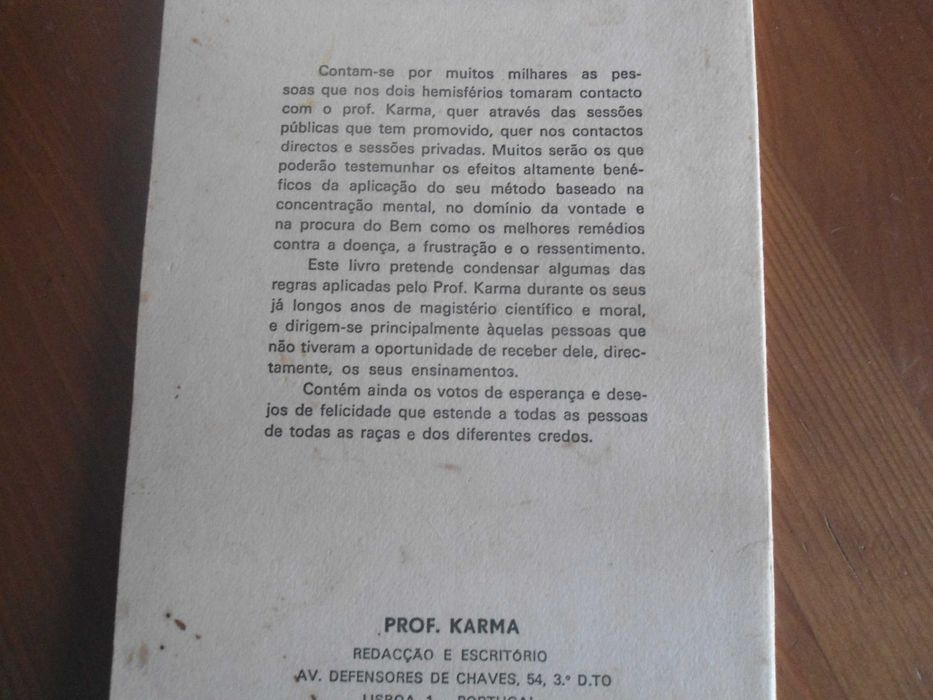 Contam-se por muitos milhares as pes-
soas que nos dois hemisférios tomaram contacto
com o prof. Karma, quer através das sessões
públicas que tem promovido, quer nos contactos
directos e sessões privadas. Muitos serão os que
poderão testemunhar os efeitos altamente bené-
ficos da aplicação do seu método baseado na
concentração mental, no domínio da vontade e
na procura do Bem como os melhores remédios
contra a doença, a frustração e o ressentimento.
Este livro pretende condensar algumas das
regras aplicadas pelo Prof. Karma durante os seus
já longos anos de magistério científico e moral,
e dirigem-se principalmente àquelas pessoas que
não tiveram a oportunidade de receber dele, direc-
tamente, os seus ensinamentos.
Contém ainda os votos de esperança e dese-
jos de felicidade que estende a todas as pessoas
de todas as raças e dos diferentes credos.
PROF. KARMA
REDACÇÃO E ESCRITÓRIO
AV. DEFENSORES DE CHAVES, 54, 3.º D.TO
LISBOA 1 - PORTUGAL